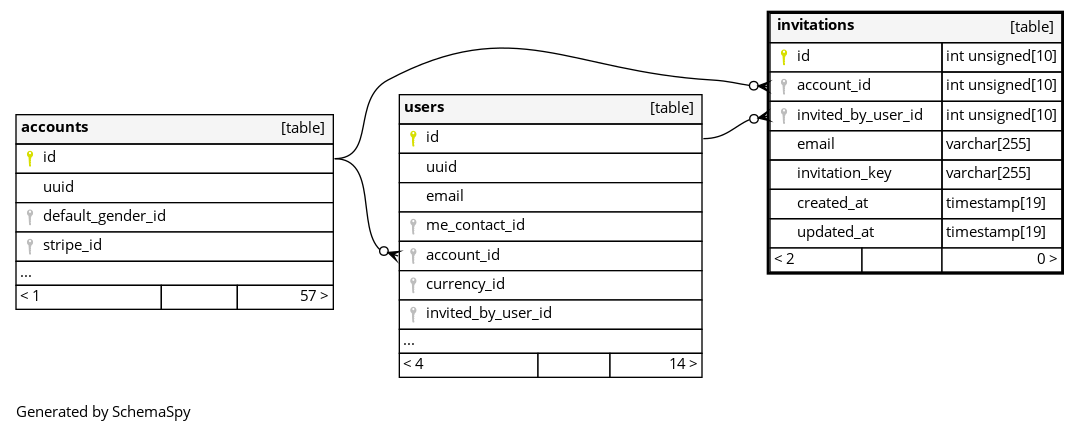 accounts [table]
id
uuid
default_gender_id
stripe_id
...
< 1 57 >
users [table]
id
uuid
email
me_contact_id
account_id
currency_id
invited_by_user_id
...
< 4 14 >
invitations [table]
id int unsigned[10]
account_id int unsigned[10]
invited_by_user_id int unsigned[10]
email varchar[255]
invitation_key varchar[255]
created_at timestamp[19]
updated_at timestamp[19]
< 2 0 >
Generated by SchemaSpy